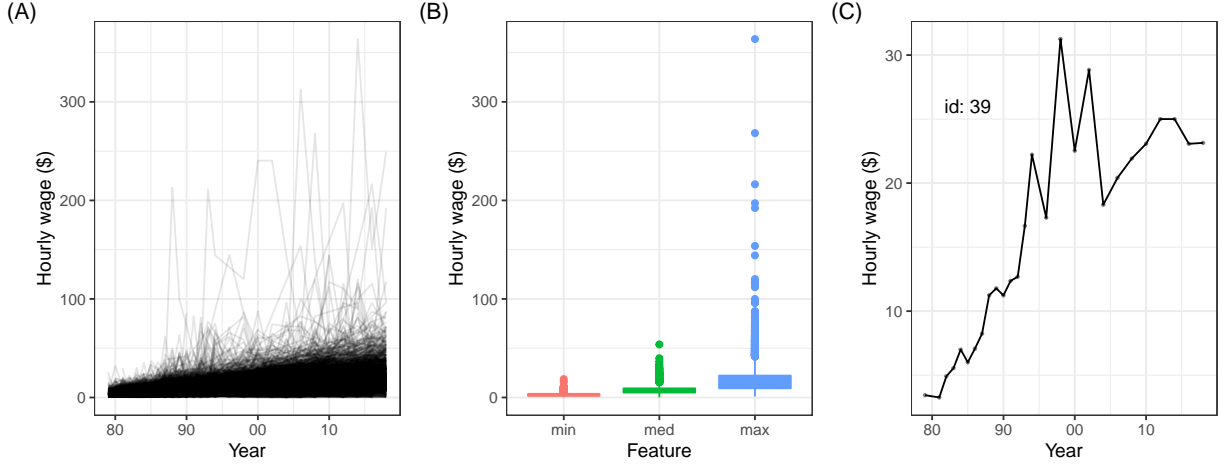 (A)
Hourly wage ($)
300
200
100
0
80 90 00 10
Year
(B)
Hourly wage ($)
300
200
100
0
min med max
Feature
(C)
Hourly wage ($)
30
20
10
id: 39
80 90 00 10
Year